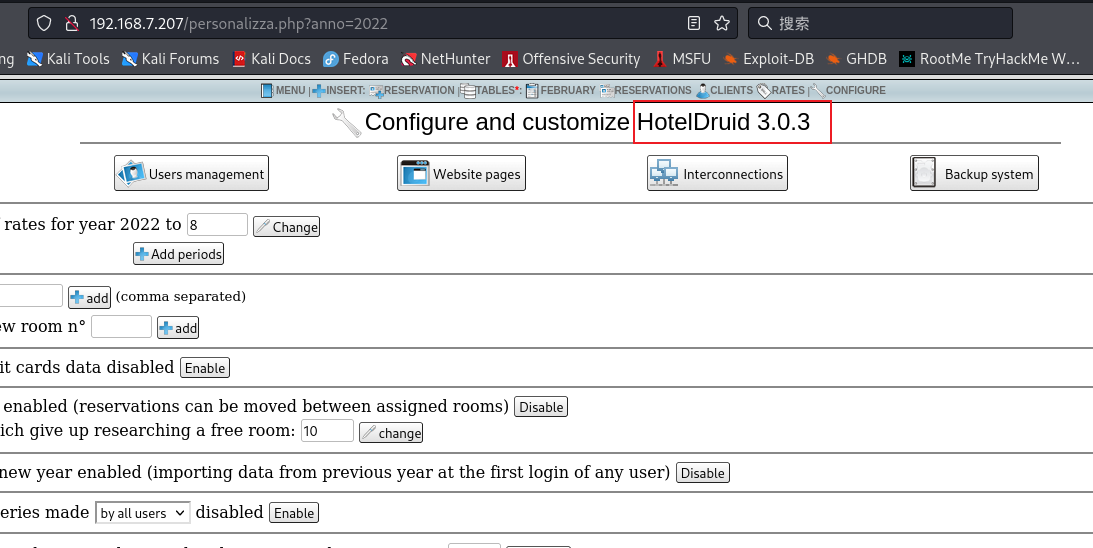 192.168.7.207/personalizza.php?anno=2022
搜索
ng Kali Tools Kali Forums Kali Docs Fedora NetHunter Offensive Security MSFU Exploit-DB GHDB RootMe TryHackMe W…
MENU | INSERT: RESERVATION | TABLES*: FEBRUARY RESERVATIONS CLIENTS RATES | CONFIGURE
Configure and customize HotelDruid 3.0.3
Users management Website pages Interconnections Backup system
rates for year 2022 to 8 Change
Add periods
add (comma separated)
ew room n° add
it cards data disabled Enable
enabled (reservations can be moved between assigned rooms) Disable
ich give up researching a free room: 10 change
new year enabled (importing data from previous year at the first login of any user) Disable
eries made by all users disabled Enable